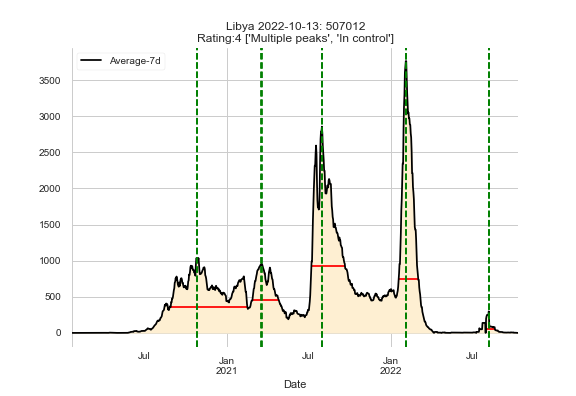 Libya 2022-10-13: 507012
Rating:4 ['Multiple peaks', 'In control']
Average-7d
3500
3000
2500
2000
1500
1000
500
0
Jul
Jan
2021
Jul
Jan
2022
Jul
Date